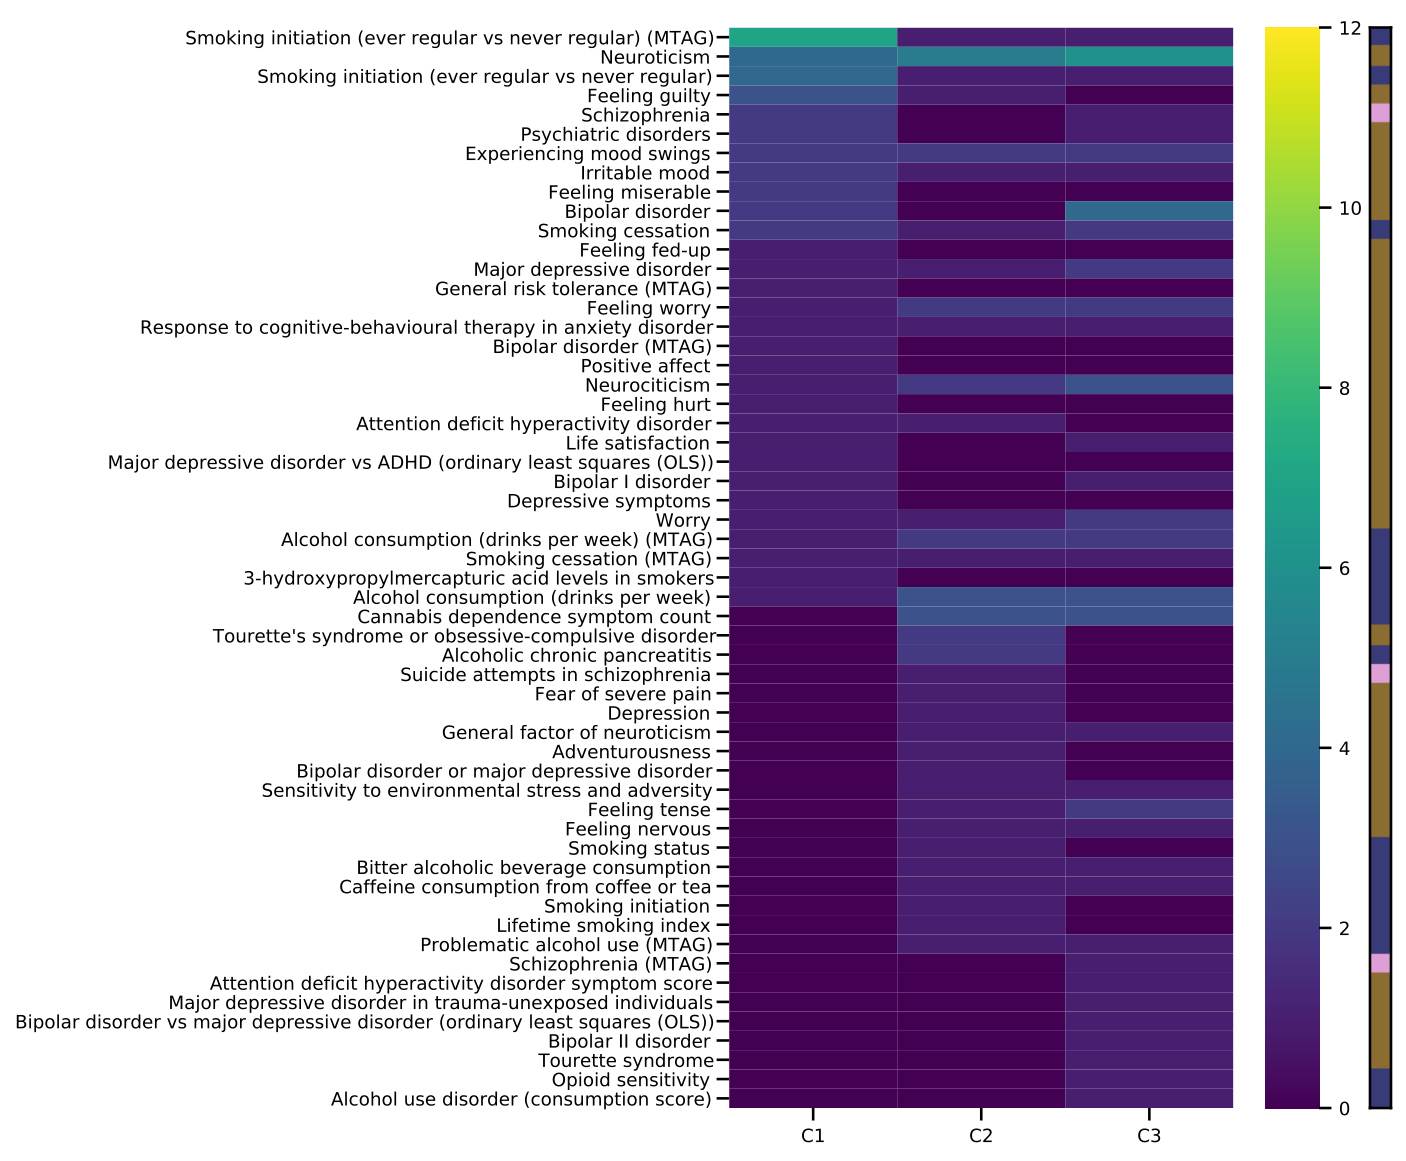 Smoking initiation (ever regular vs never regular) (MTAG)
Neuroticism
Smoking initiation (ever regular vs never regular)
Feeling guilty
Schizophrenia
Psychiatric disorders
Experiencing mood swings
Irritable mood
Feeling miserable
Bipolar disorder
Smoking cessation
Feeling fed-up
Major depressive disorder
General risk tolerance (MTAG)
Feeling worry
Response to cognitive-behavioural therapy in anxiety disorder
Bipolar disorder (MTAG)
Positive affect
Neurociticism
Feeling hurt
Attention deficit hyperactivity disorder
Life satisfaction
Major depressive disorder vs ADHD (ordinary least squares (OLS))
Bipolar I disorder
Depressive symptoms
Worry
Alcohol consumption (drinks per week) (MTAG)
Smoking cessation (MTAG)
3-hydroxypropylmercapturic acid levels in smokers
Alcohol consumption (drinks per week)
Cannabis dependence symptom count
Tourette's syndrome or obsessive-compulsive disorder
Alcoholic chronic pancreatitis
Suicide attempts in schizophrenia
Fear of severe pain
Depression
General factor of neuroticism
Adventurousness
Bipolar disorder or major depressive disorder
Sensitivity to environmental stress and adversity
Feeling tense
Feeling nervous
Smoking status
Bitter alcoholic beverage consumption
Caffeine consumption from coffee or tea
Smoking initiation
Lifetime smoking index
Problematic alcohol use (MTAG)
Schizophrenia (MTAG)
Attention deficit hyperactivity disorder symptom score
Major depressive disorder in trauma-unexposed individuals
Bipolar disorder vs major depressive disorder (ordinary least squares (OLS))
Bipolar II disorder
Tourette syndrome
Opioid sensitivity
Alcohol use disorder (consumption score)
C1 C2 C3
12
10
8
6
4
2
0